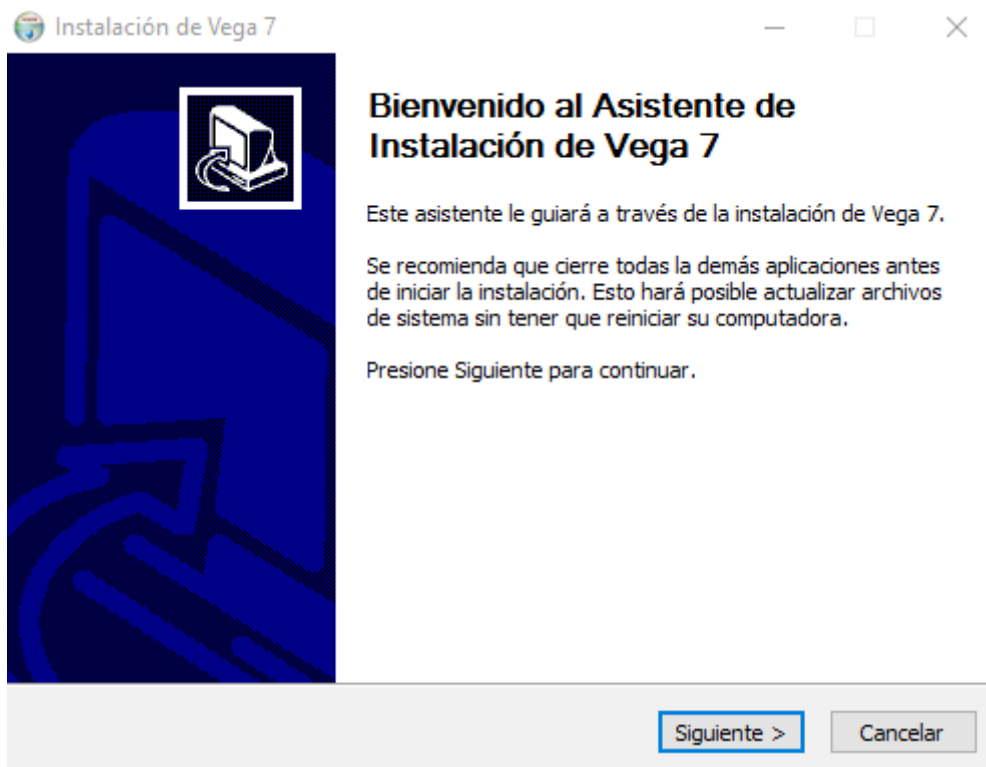 Instalación de Vega 7
Bienvenido al Asistente de
Instalación de Vega 7
Este asistente le guiará a través de la instalación de Vega 7.
Se recomienda que cierre todas la demás aplicaciones antes
de iniciar la instalación. Esto hará posible actualizar archivos
de sistema sin tener que reiniciar su computadora.
Presione Siguiente para continuar.
Siguiente >
Cancelar